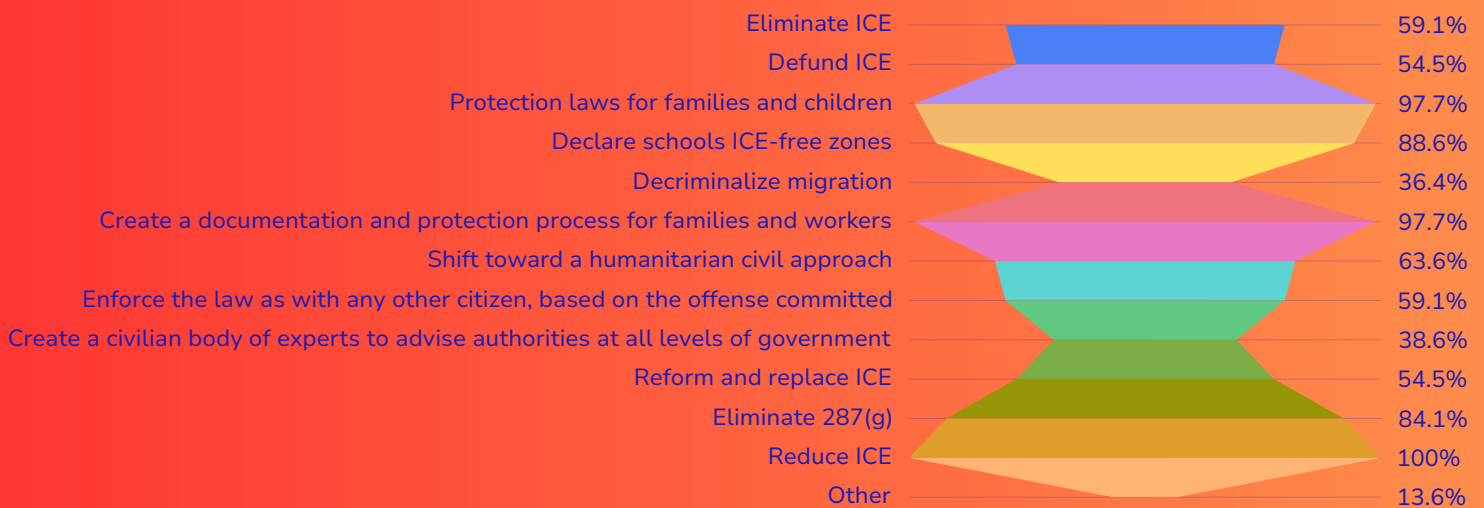 Eliminate ICE 59.1%
Defund ICE 54.5%
Protection laws for families and children 97.7%
Declare schools ICE-free zones 88.6%
Decriminalize migration 36.4%
Create a documentation and protection process for families and workers 97.7%
Shift toward a humanitarian civil approach 63.6%
Enforce the law as with any other citizen, based on the offense committed 59.1%
Create a civilian body of experts to advise authorities at all levels of government 38.6%
Reform and replace ICE 54.5%
Eliminate 287(g) 84.1%
Reduce ICE 100%
Other 13.6%